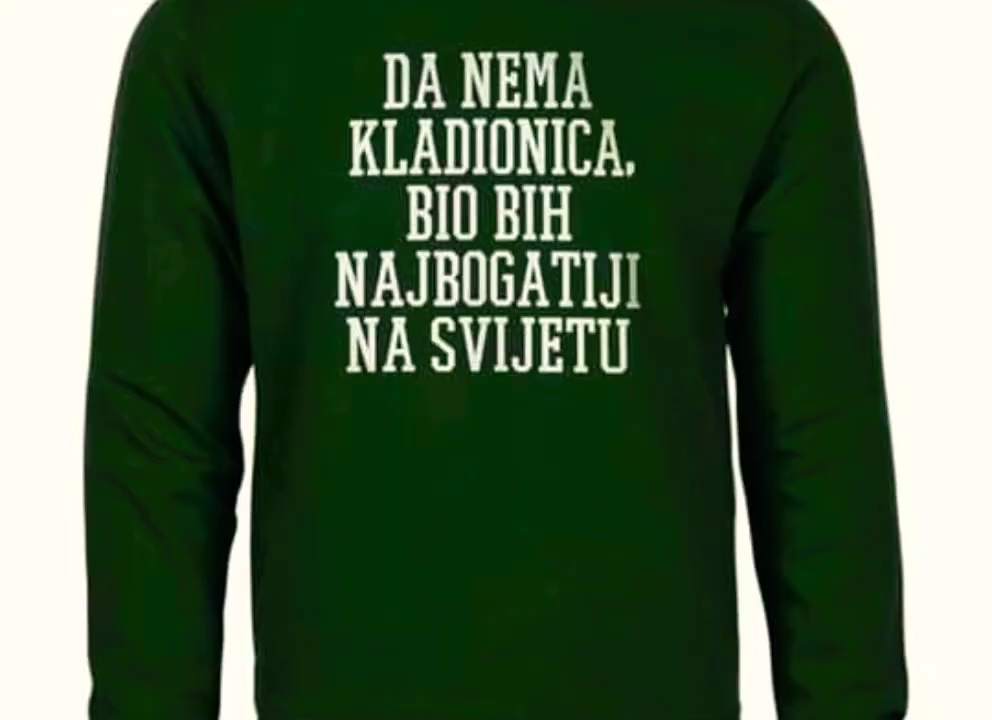 DA NEMA
KLADIONICA,
BIO BIH
NAJBOGATIJI
NA SVIJETU